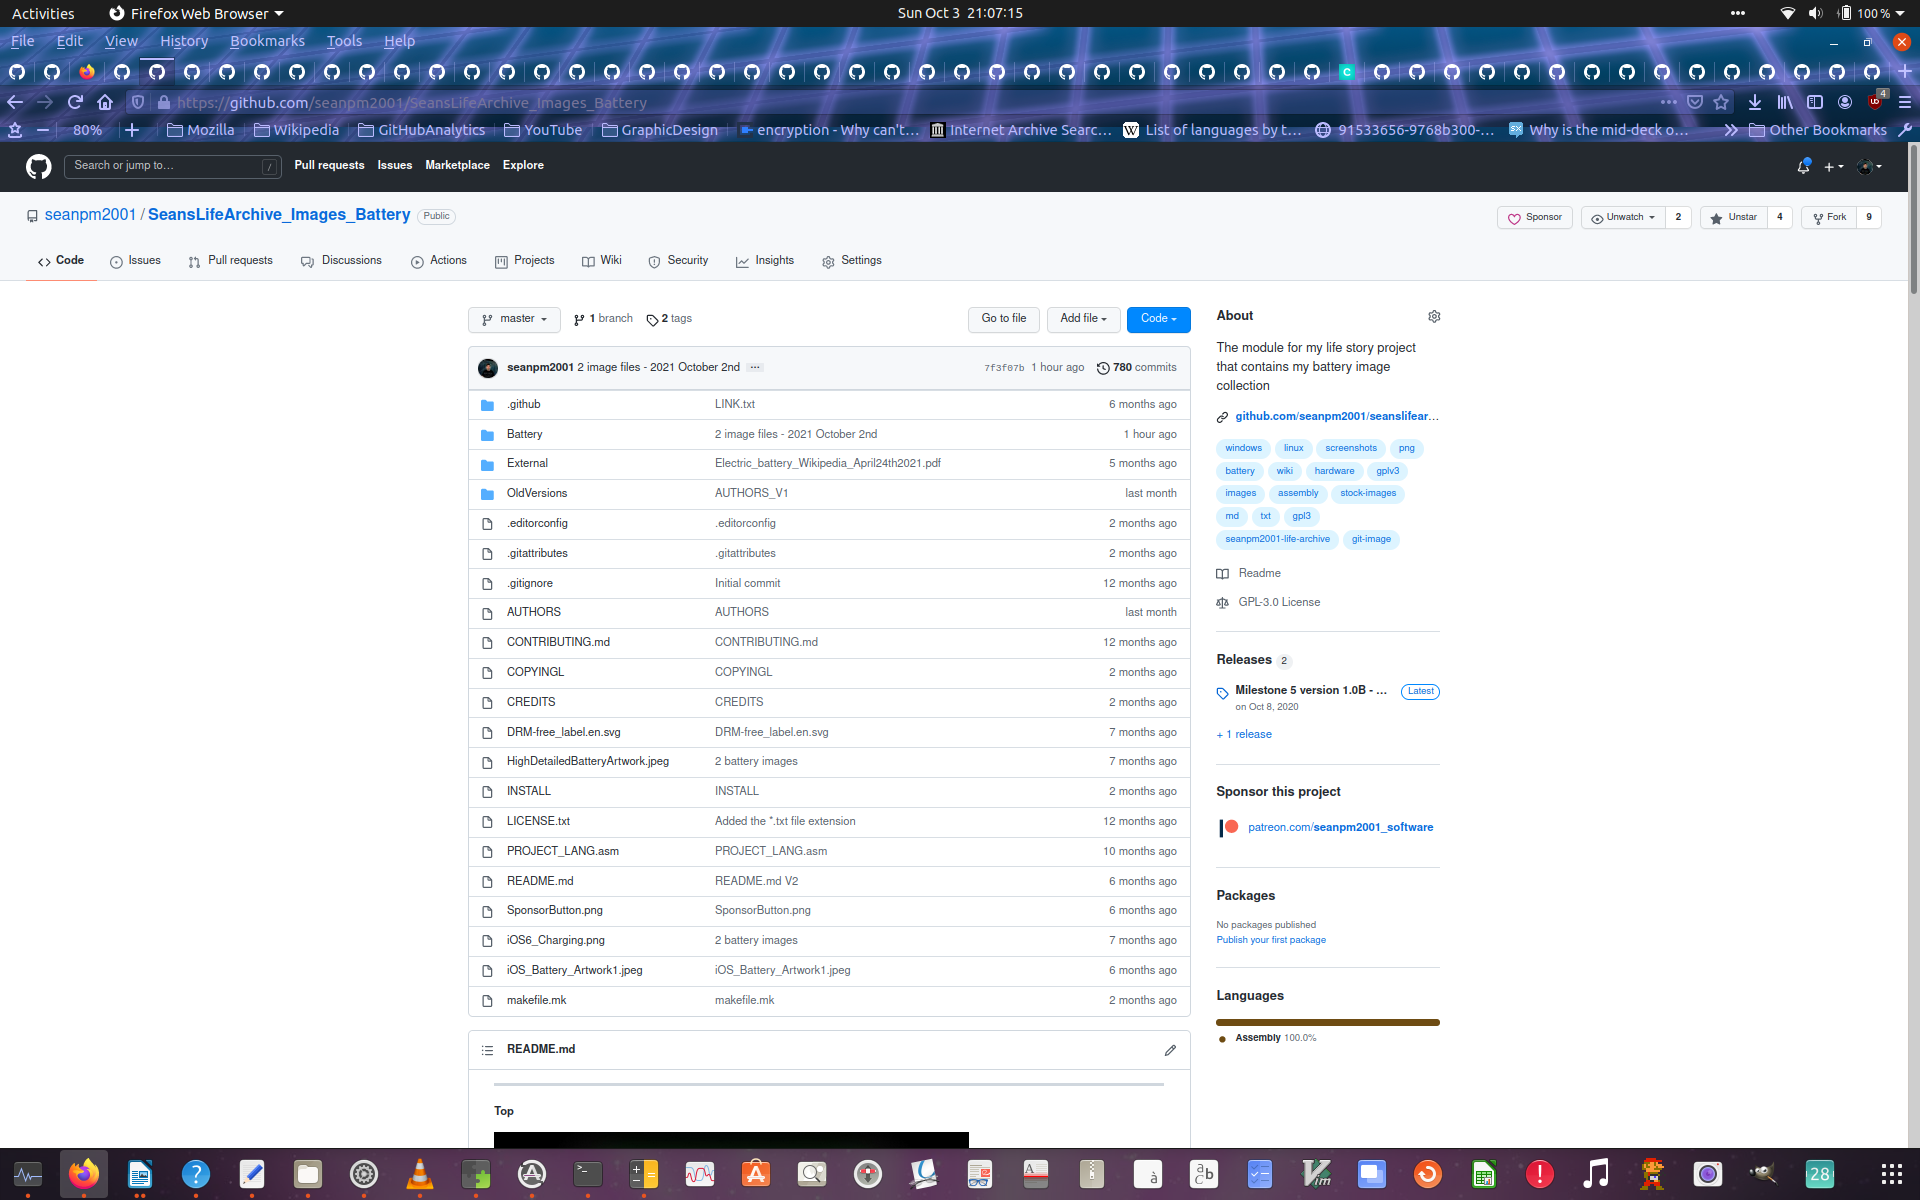 Activities
Firefox Web Browser
Sun Oct 3 21:07:15
100 %
File Edit View History Bookmarks Tools Help
https://github.com/seanpm2001/SeansLifeArchive_Images_Battery
4
80%
Mozilla
Wikipedia
GitHubAnalytics
YouTube
GraphicDesign
encryption - Why can't…
Internet Archive Searc…
List of languages by t…
91533656-9768b300-…
Why is the mid-deck o…
Other Bookmarks
Search or jump to…
/
Pull requests Issues Marketplace Explore
seanpm2001 / SeansLifeArchive_Images_Battery
Public
Sponsor
Unwatch 2
Unstar 4
Fork 9
Code
Issues
Pull requests
Discussions
Actions
Projects
Wiki
Security
Insights
Settings
master
1 branch
2 tags
Go to file
Add file
Code
seanpm2001 2 image files - 2021 October 2nd …
7f3f07b 1 hour ago
780 commits
.github LINK.txt 6 months ago
Battery 2 image files - 2021 October 2nd 1 hour ago
External Electric_battery_Wikipedia_April24th2021.pdf 5 months ago
OldVersions AUTHORS_V1 last month
.editorconfig .editorconfig 2 months ago
.gitattributes .gitattributes 2 months ago
.gitignore Initial commit 12 months ago
AUTHORS AUTHORS last month
CONTRIBUTING.md CONTRIBUTING.md 12 months ago
COPYINGL COPYINGL 2 months ago
CREDITS CREDITS 2 months ago
DRM-free_label.en.svg DRM-free_label.en.svg 7 months ago
HighDetailedBatteryArtwork.jpeg 2 battery images 7 months ago
INSTALL INSTALL 2 months ago
LICENSE.txt Added the *.txt file extension 12 months ago
PROJECT_LANG.asm PROJECT_LANG.asm 10 months ago
README.md README.md V2 6 months ago
SponsorButton.png SponsorButton.png 6 months ago
iOS6_Charging.png 2 battery images 7 months ago
iOS_Battery_Artwork1.jpeg iOS_Battery_Artwork1.jpeg 6 months ago
makefile.mk makefile.mk 2 months ago
README.md
Top
About
The module for my life story project
that contains my battery image
collection
github.com/seanpm2001/seanslifear…
windows linux screenshots png
battery wiki hardware gplv3
images assembly stock-images
md txt gpl3
seanpm2001-life-archive git-image
Readme
GPL-3.0 License
Releases 2
Milestone 5 version 1.0B - … Latest
on Oct 8, 2020
+ 1 release
Sponsor this project
patreon.com/seanpm2001_software
Packages
No packages published
Publish your first package
Languages
Assembly 100.0%
28